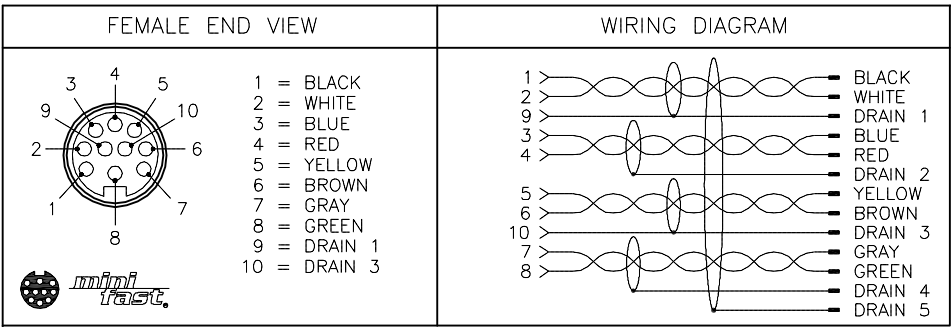 FEMALE END VIEW
1 = BLACK
2 = WHITE
3 = BLUE
4 = RED
5 = YELLOW
6 = BROWN
7 = GRAY
8 = GREEN
9 = DRAIN 1
10 = DRAIN 3
4
3
5
9
10
2
6
1
7
8
mini
fast®
WIRING DIAGRAM
1 BLACK
2 WHITE
9 DRAIN 1
3 BLUE
4 RED
DRAIN 2
5 YELLOW
6 BROWN
10 DRAIN 3
7 GRAY
8 GREEN
DRAIN 4
DRAIN 5